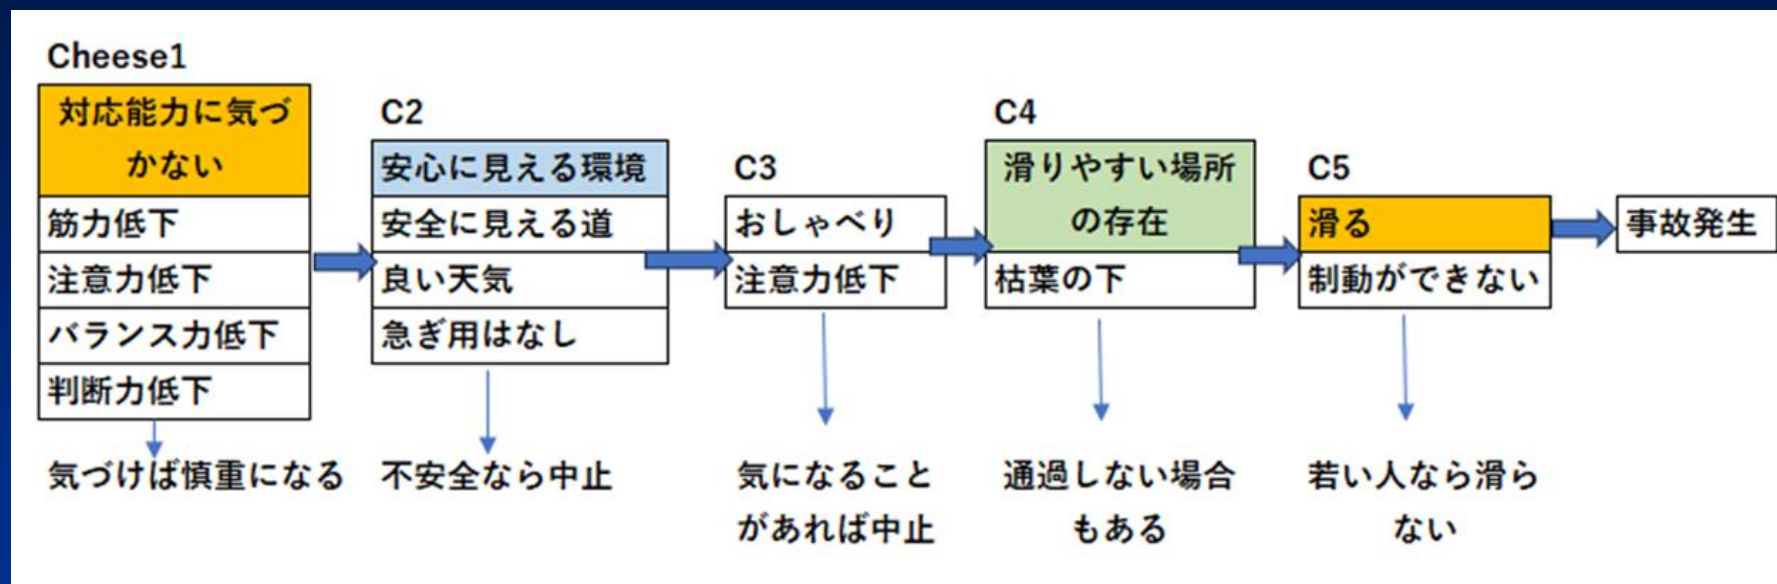 Cheese1
対応能力に気づ
かない
筋力低下
注意力低下
バランス力低下
判断力低下
気づけば慎重になる
C2
安心に見える環境
安全に見える道
良い天気
急ぎ用はなし
不安全なら中止
C3
おしゃべり
注意力低下
気になること
があれば中止
C4
滑りやすい場所
の存在
枯葉の下
通過しない場合
もある
C5
滑る
制動ができない
若い人なら滑ら
ない
事故発生